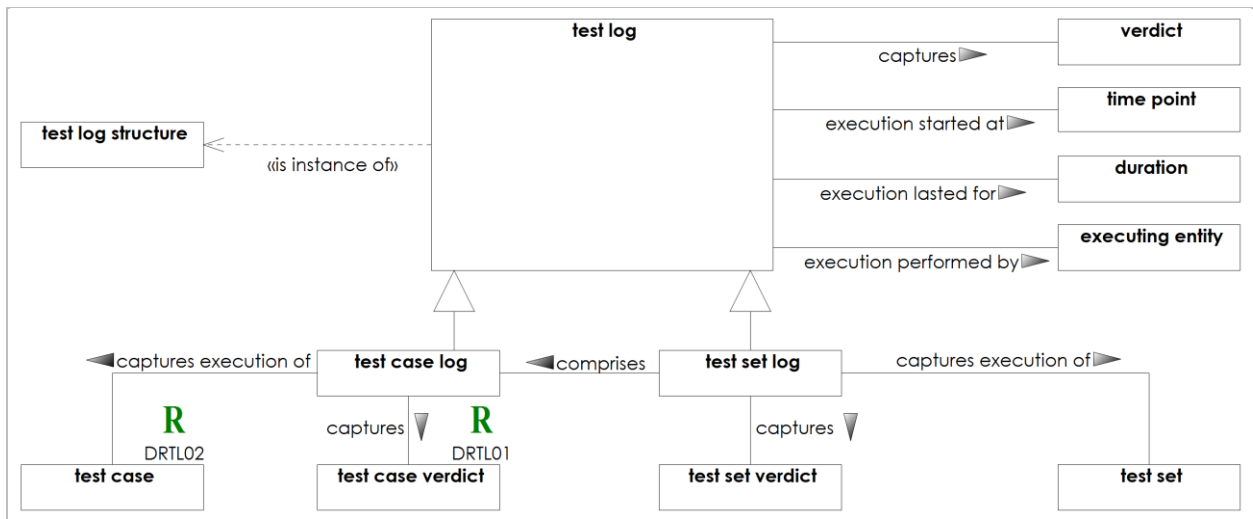 test log
verdict
captures
time point
execution started at
test log structure
«is instance of»
duration
execution lasted for
executing entity
execution performed by
captures execution of
test case log
comprises
test set log
captures execution of
R
DRTL02
captures
R
DRTL01
captures
test case
test case verdict
test set verdict
test set